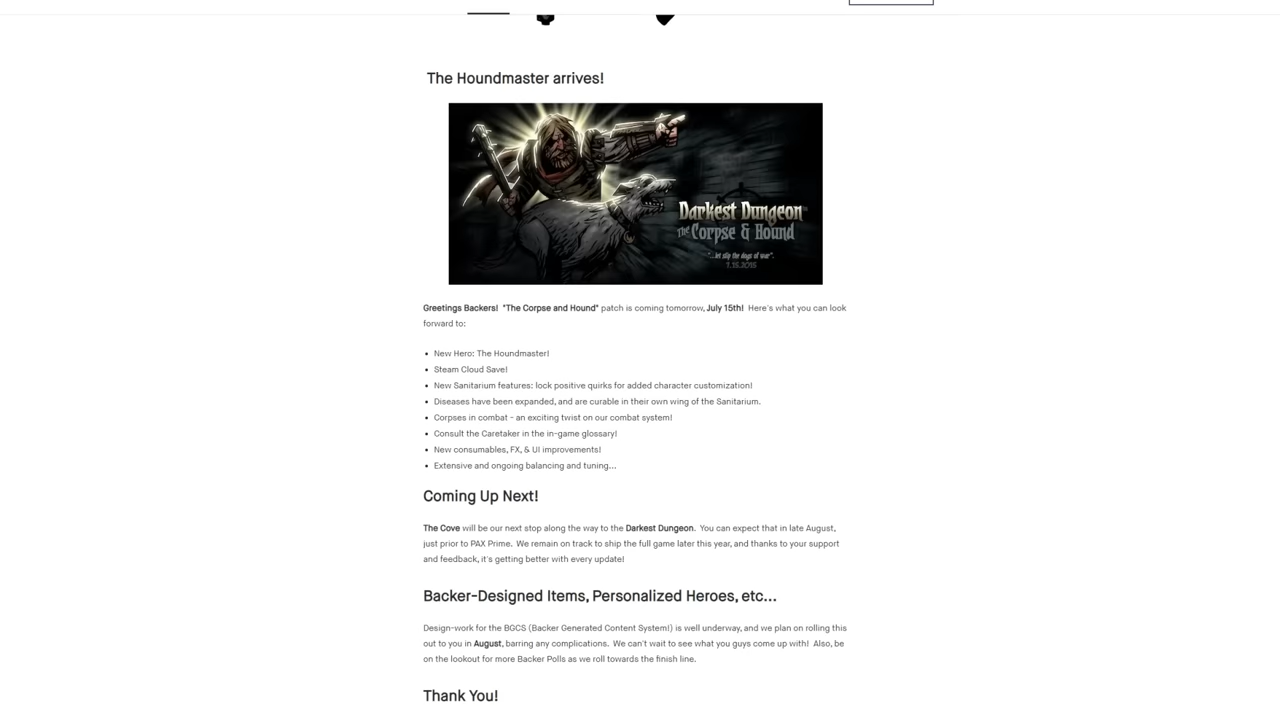 The Houndmaster arrives!
Darkest Dungeon
The Corpse & Hound
"...let slip the dogs of war".
7.15.2015
Greetings Backers! "The Corpse and Hound" patch is coming tomorrow, July 15th! Here's what you can look
forward to:
• New Hero: The Houndmaster!
• Steam Cloud Save!
• New Sanitarium features: lock positive quirks for added character customization!
• Diseases have been expanded, and are curable in their own wing of the Sanitarium.
• Corpses in combat - an exciting twist on our combat system!
• Consult the Caretaker in the in-game glossary!
• New consumables, FX, & UI improvements!
• Extensive and ongoing balancing and tuning...
Coming Up Next!
The Cove will be our next stop along the way to the Darkest Dungeon. You can expect that in late August,
just prior to PAX Prime. We remain on track to ship the full game later this year, and thanks to your support
and feedback, it's getting better with every update!
Backer-Designed Items, Personalized Heroes, etc...
Design-work for the BGCS (Backer Generated Content System!) is well underway, and we plan on rolling this
out to you in August, barring any complications. We can't wait to see what you guys come up with! Also, be
on the lookout for more Backer Polls as we roll towards the finish line.
Thank You!